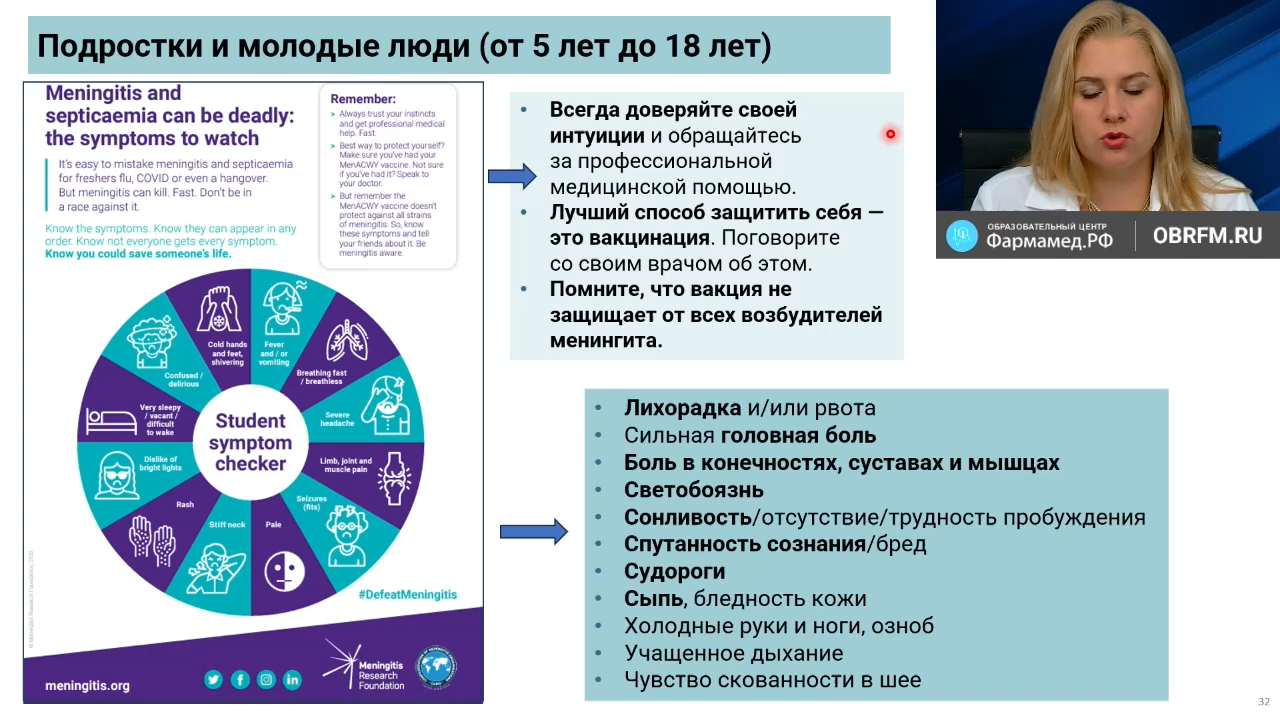 Подростки и молодые люди (от 5 лет до 18 лет)
Meningitis and
septicaemia can be deadly:
the symptoms to watch
It's easy to mistake meningitis and septicaemia
for freshers flu, COVID or even a hangover.
But meningitis can kill. Fast. Don't be in
a race against it.
Know the symptoms. Know they can appear in any
order. Know not everyone gets every symptom.
Know you could save someone's life.
Remember:
Always trust your instincts
and get professional medical
help. Fast.
Best way to protect yourself?
Make sure you've had your
MenACWY vaccine. Not sure
if you've had it? Speak to
your doctor.
But remember the
MenACWY vaccine doesn't
protect against all strains
of meningitis. So, know
these symptoms and tell
your friends about it. Be
meningitis aware.
Cold hands
and feet,
shivering
Fever
and / or
vomiting
Breathing fast
/ breathless
Severe
headache
Limb, joint and
muscle pain
Seizures
(fits)
Pale
Stiff neck
Rash
Dislike of
bright lights
Very sleepy
/ vacant /
difficult
to wake
Confused /
delirious
Student
symptom
checker
#DefeatMeningitis
meningitis.org
Meningitis
Research
Foundation
• Всегда доверяйте своей
интуиции и обращайтесь
за профессиональной
медицинской помощью.
• Лучший способ защитить себя —
это вакцинация. Поговорите
со своим врачом об этом.
• Помните, что вакция не
защищает от всех возбудителей
менингита.
• Лихорадка и/или рвота
• Сильная головная боль
• Боль в конечностях, суставах и мышцах
• Светобоязнь
• Сонливость/отсутствие/трудность пробуждения
• Спутанность сознания/бред
• Судороги
• Сыпь, бледность кожи
• Холодные руки и ноги, озноб
• Учащенное дыхание
• Чувство скованности в шее
ОБРАЗОВАТЕЛЬНЫЙ ЦЕНТР
Фармамед.РФ
OBRFM.RU
32